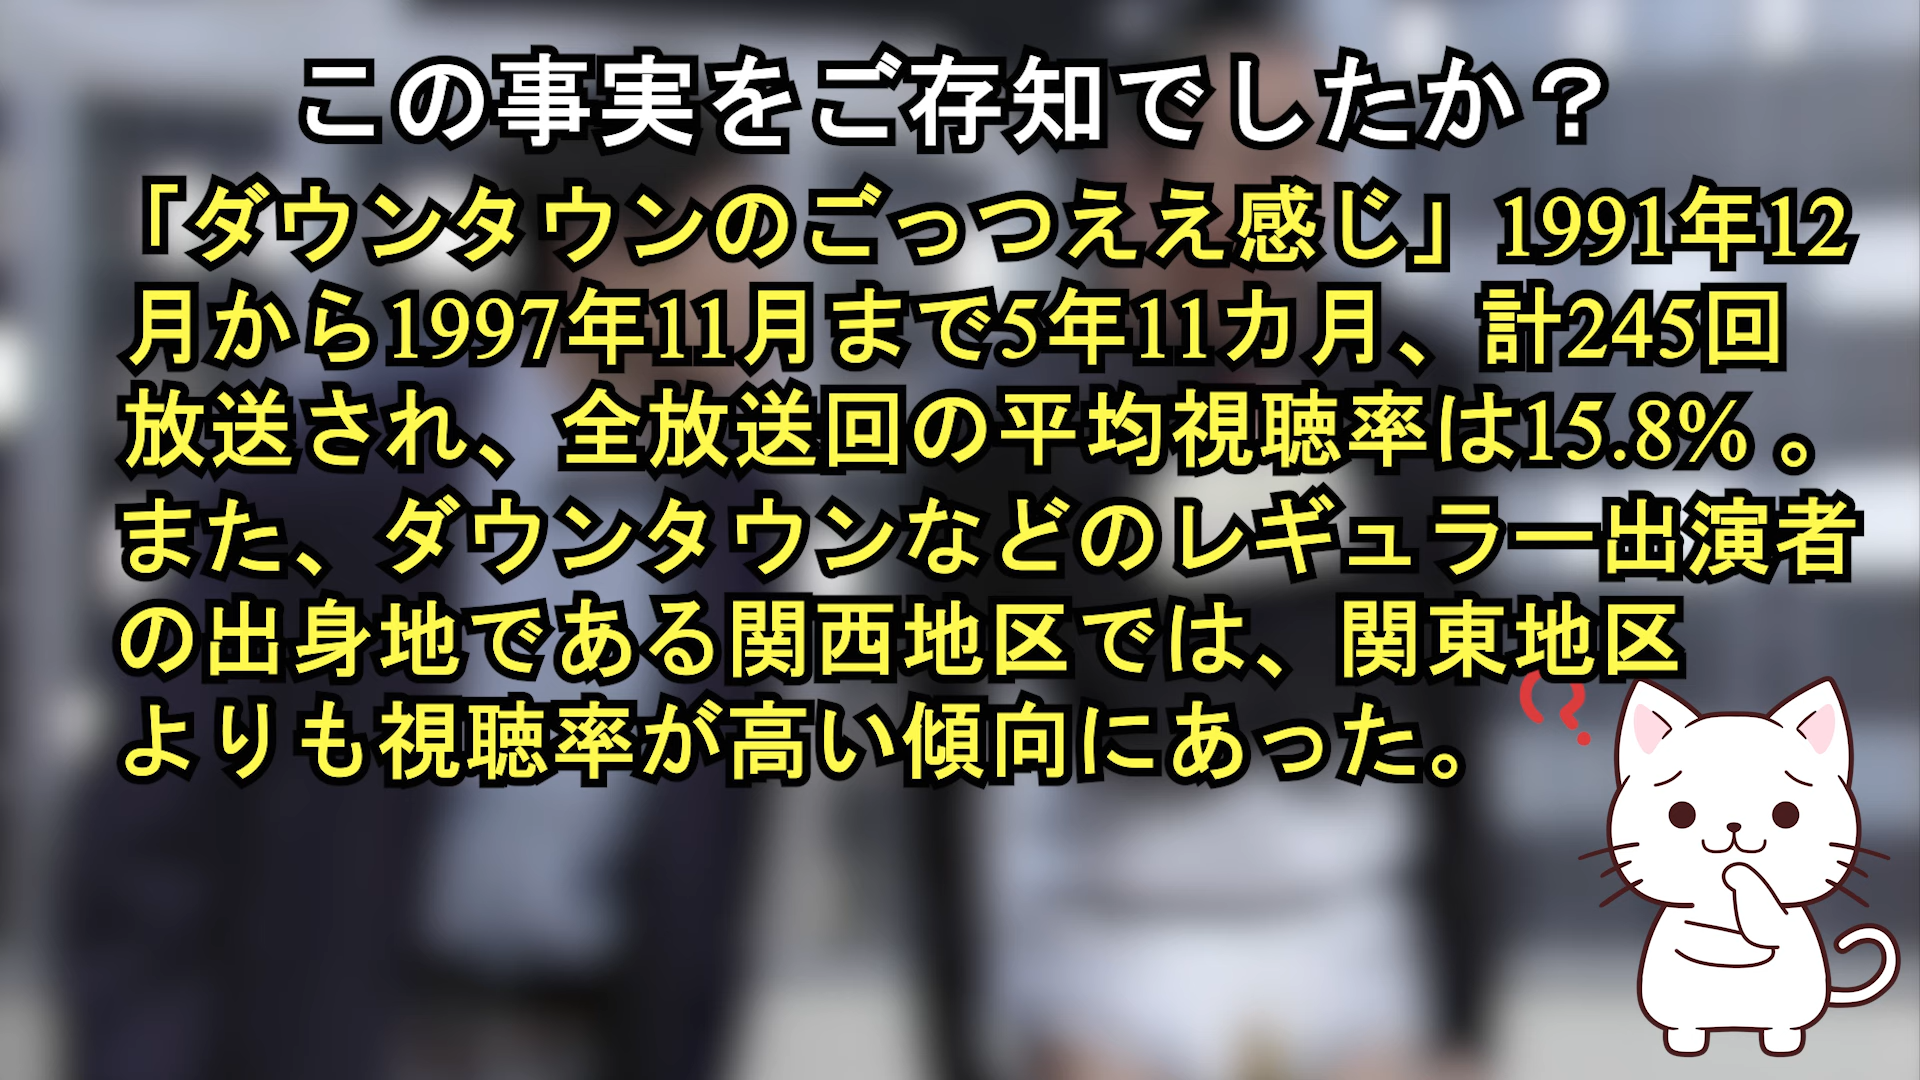 この事実をご存知でしたか？
「ダウンタウンのごっつええ感じ」1991年12
月から1997年11月まで5年11カ月、計245回
放送され、全放送回の平均視聴率は15.8% 。
また、ダウンタウンなどのレギュラー出演者
の出身地である関西地区では、関東地区
よりも視聴率が高い傾向にあった。
??